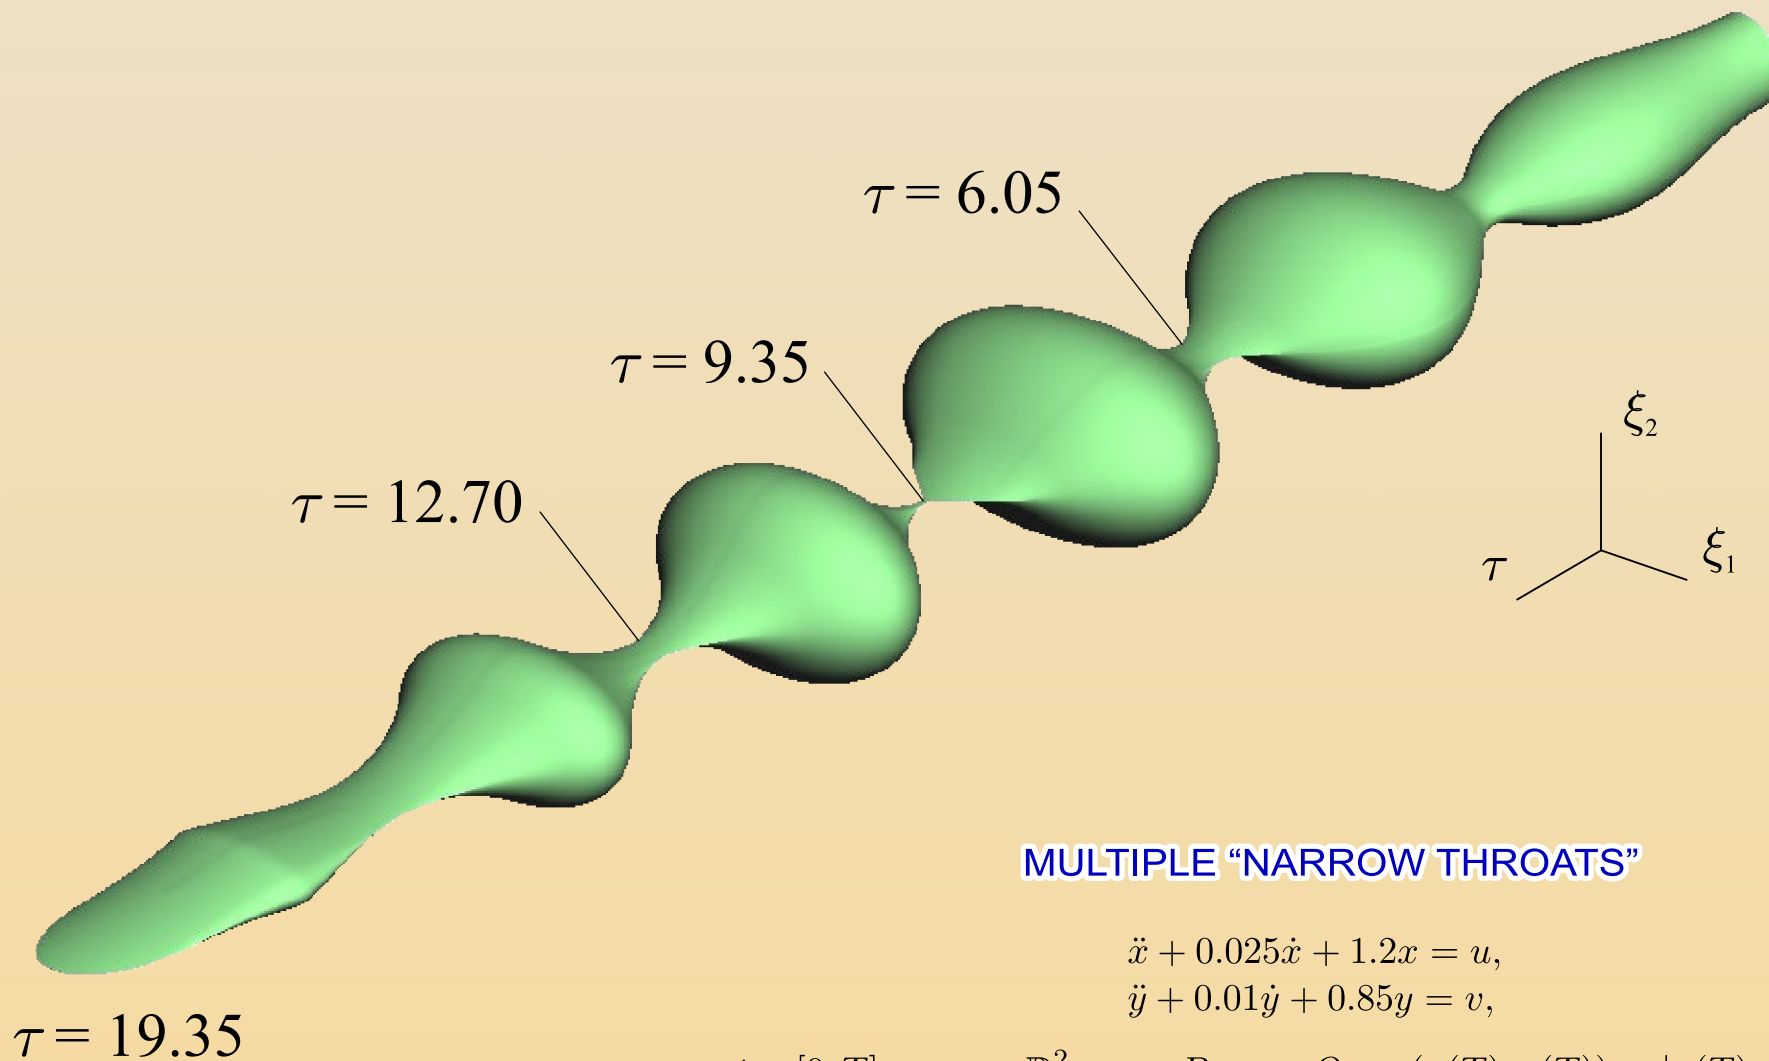 τ = 6.05
τ = 9.35
ξ₂
τ = 12.70
ξ₁
τ
MULTIPLE “NARROW THROATS”
ẍ + 0.025ẋ + 1.2x = u,
ÿ + 0.01ẏ + 0.85y = v,
τ = 19.35